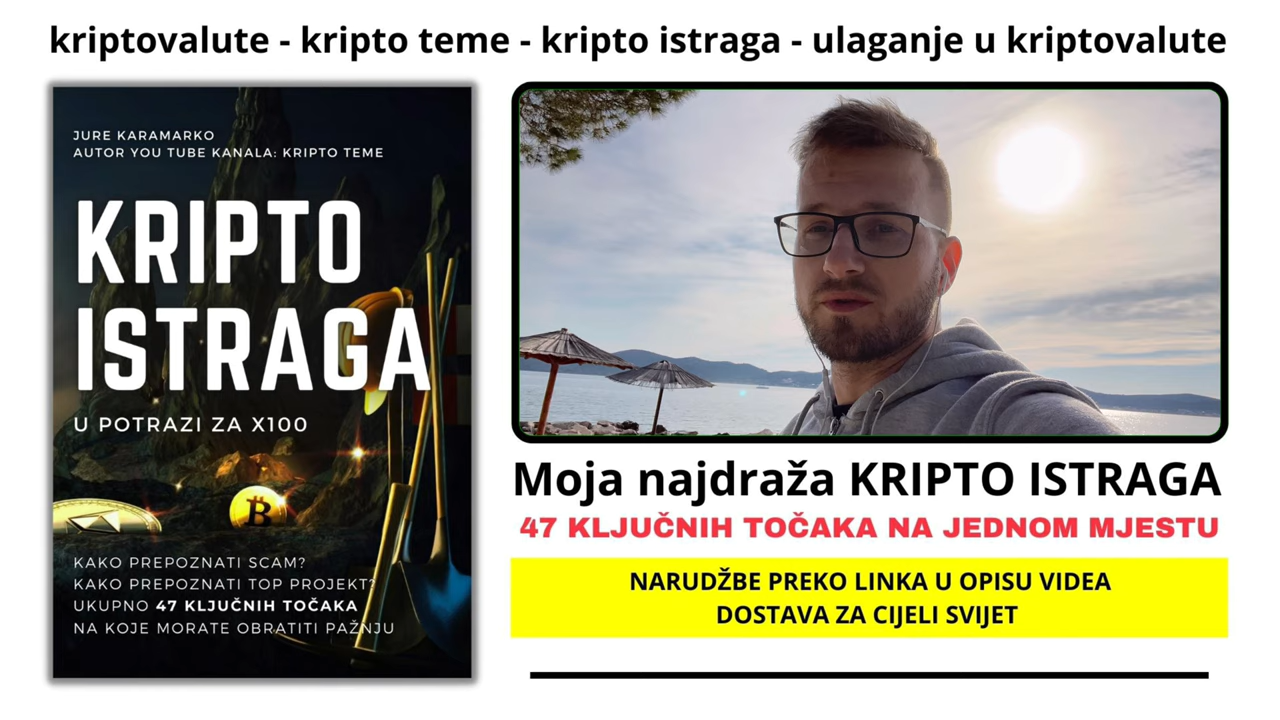 kriptovalute - kripto teme - kripto istraga - ulaganje u kriptovalute
JURE KARAMARKO
AUTOR YOU TUBE KANALA: KRIPTO TEME
KRIPTO
ISTRAGA
U POTRAZI ZA X100
KAKO PREPOZNATI SCAM?
KAKO PREPOZNATI TOP PROJEKT?
UKUPNO 47 KLJUČNIH TOČAKA
NA KOJE MORATE OBRATITI PAŽNJU
Moja najdraža KRIPTO ISTRAGA
47 KLJUČNIH TOČAKA NA JEDNOM MJESTU
NARUDŽBE PREKO LINKA U OPISU VIDEA
DOSTAVA ZA CIJELI SVIJET